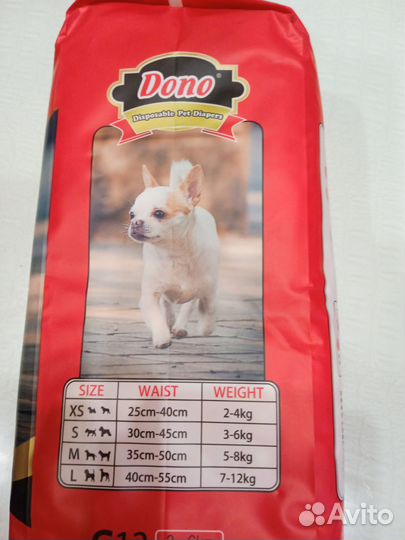 Dono®
Disposable Pet Diapers
SIZE WAIST WEIGHT
XS 25cm-40cm 2-4kg
S 30cm-45cm 3-6kg
M 35cm-50cm 5-8kg
L 40cm-55cm 7-12kg
Avito